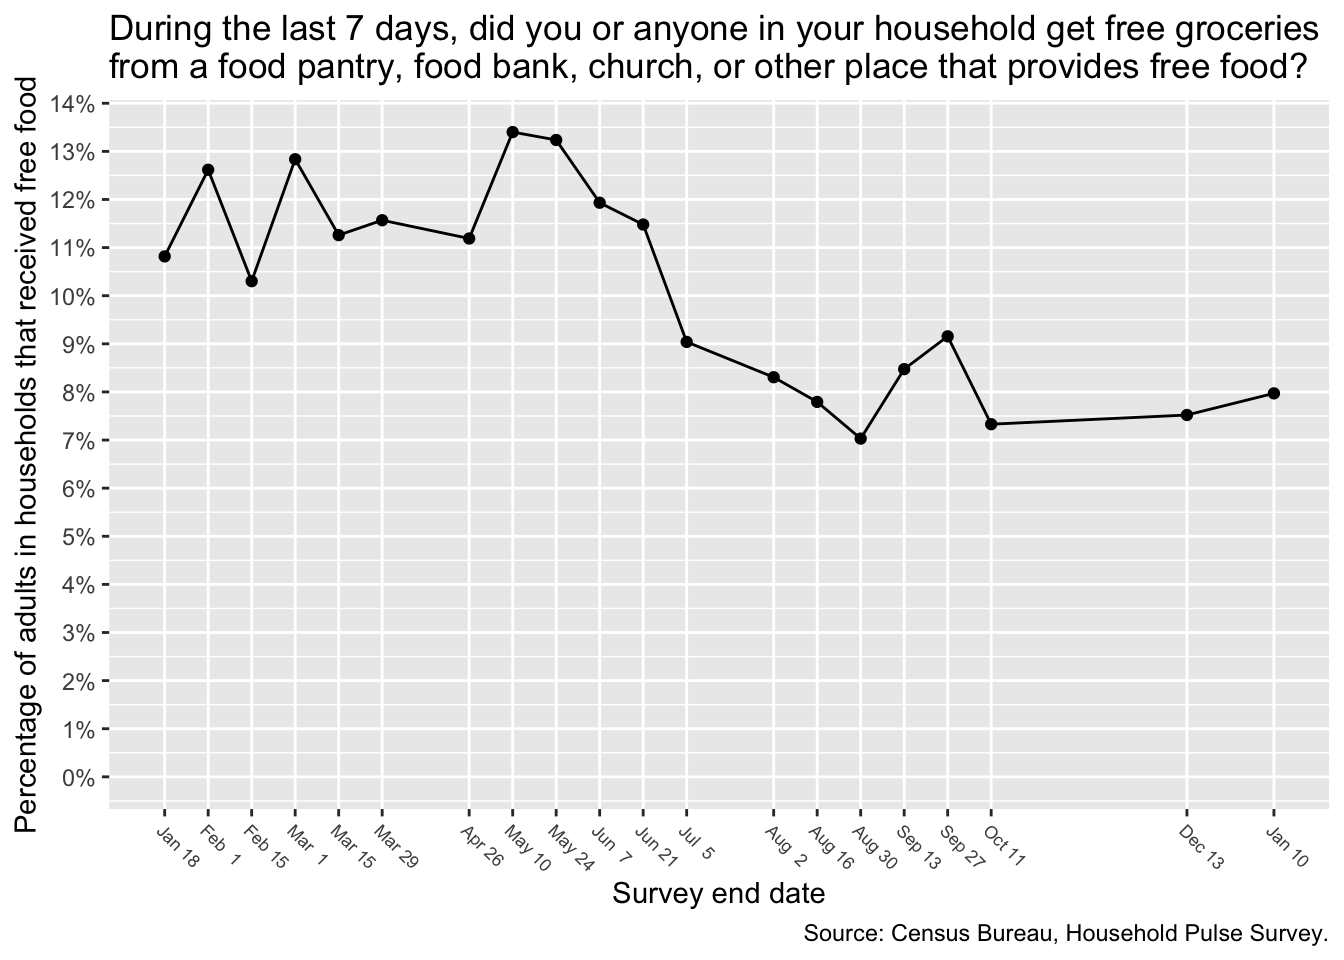 During the last 7 days, did you or anyone in your household get free groceries
from a food pantry, food bank, church, or other place that provides free food?
Percentage of adults in households that received free food
14%
13%
12%
11%
10%
9%
8%
7%
6%
5%
4%
3%
2%
1%
0%
Jan 18
Feb 1
Feb 15
Mar 1
Mar 15
Mar 29
Apr 26
May 10
May 24
Jun 7
Jun 21
Jul 5
Aug 2
Aug 16
Aug 30
Sep 13
Sep 27
Oct 11
Dec 13
Jan 10
Survey end date
Source: Census Bureau, Household Pulse Survey.